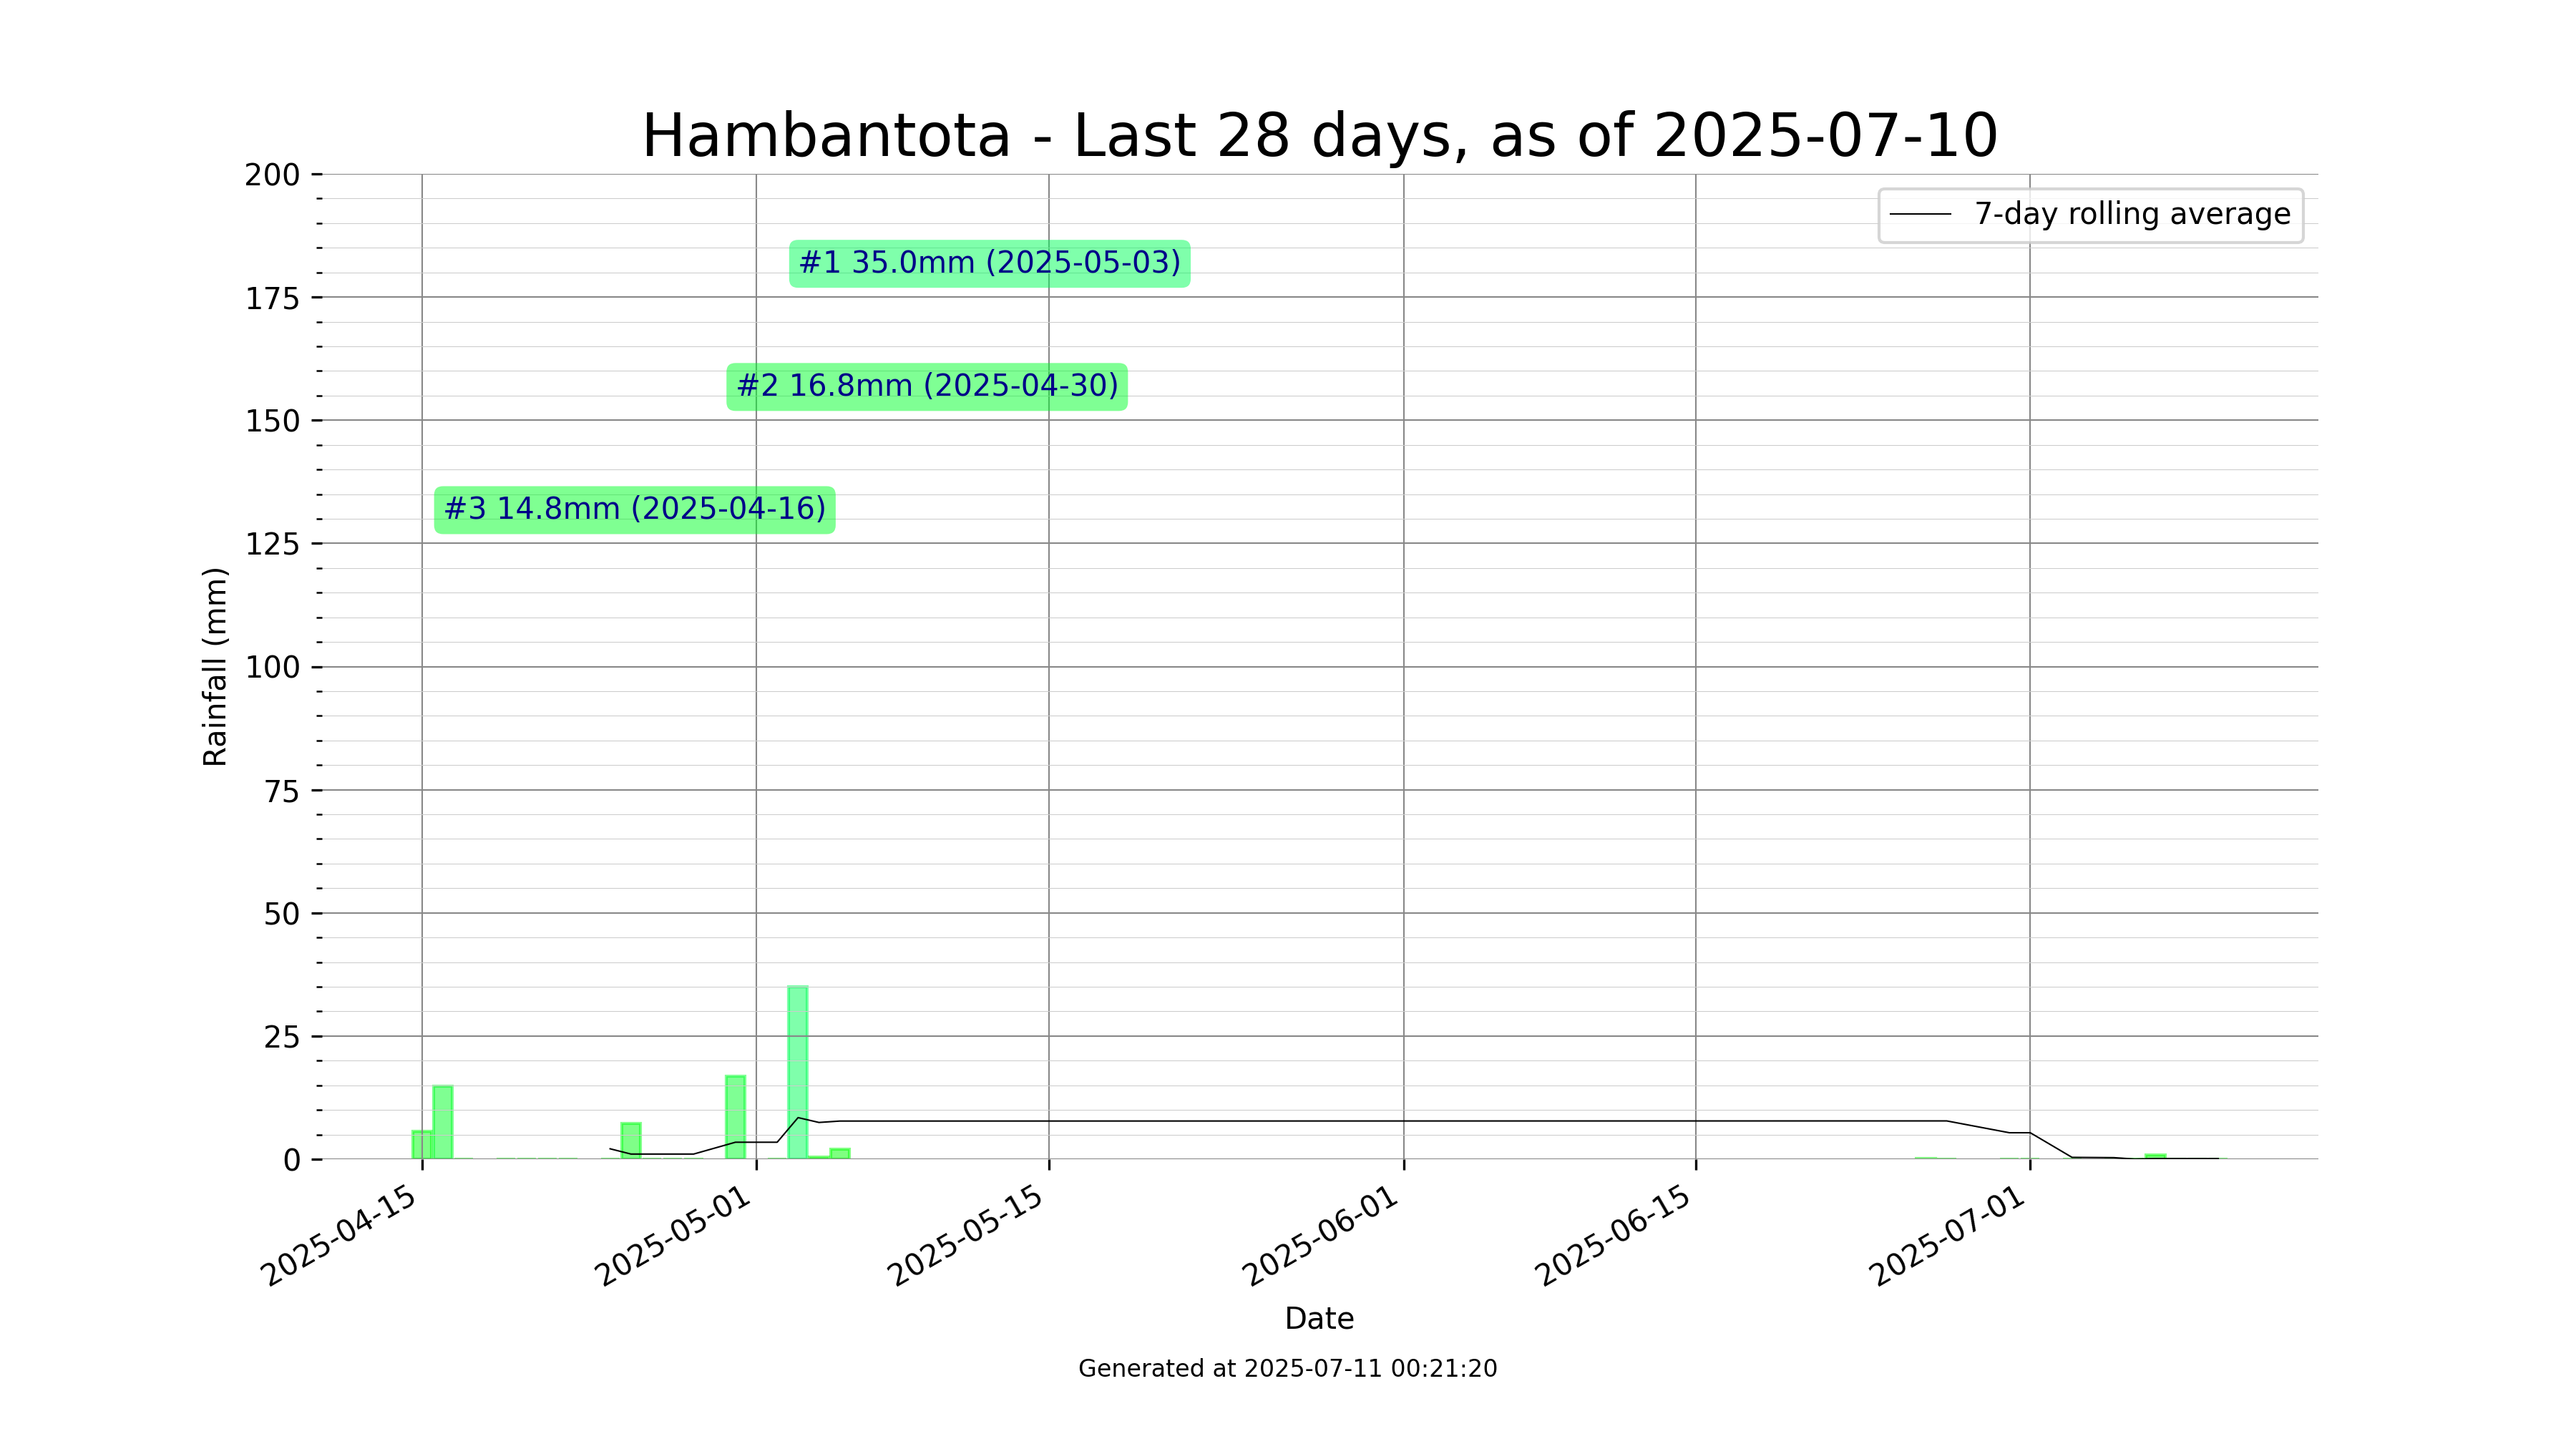 Hambantota - Last 28 days, as of 2025-07-10
200
175
150
125
100
75
50
25
0
Rainfall (mm)
7-day rolling average
#1 35.0mm (2025-05-03)
#2 16.8mm (2025-04-30)
#3 14.8mm (2025-04-16)
2025-04-15
2025-05-01
2025-05-15
2025-06-01
2025-06-15
2025-07-01
Date
Generated at 2025-07-11 00:21:20